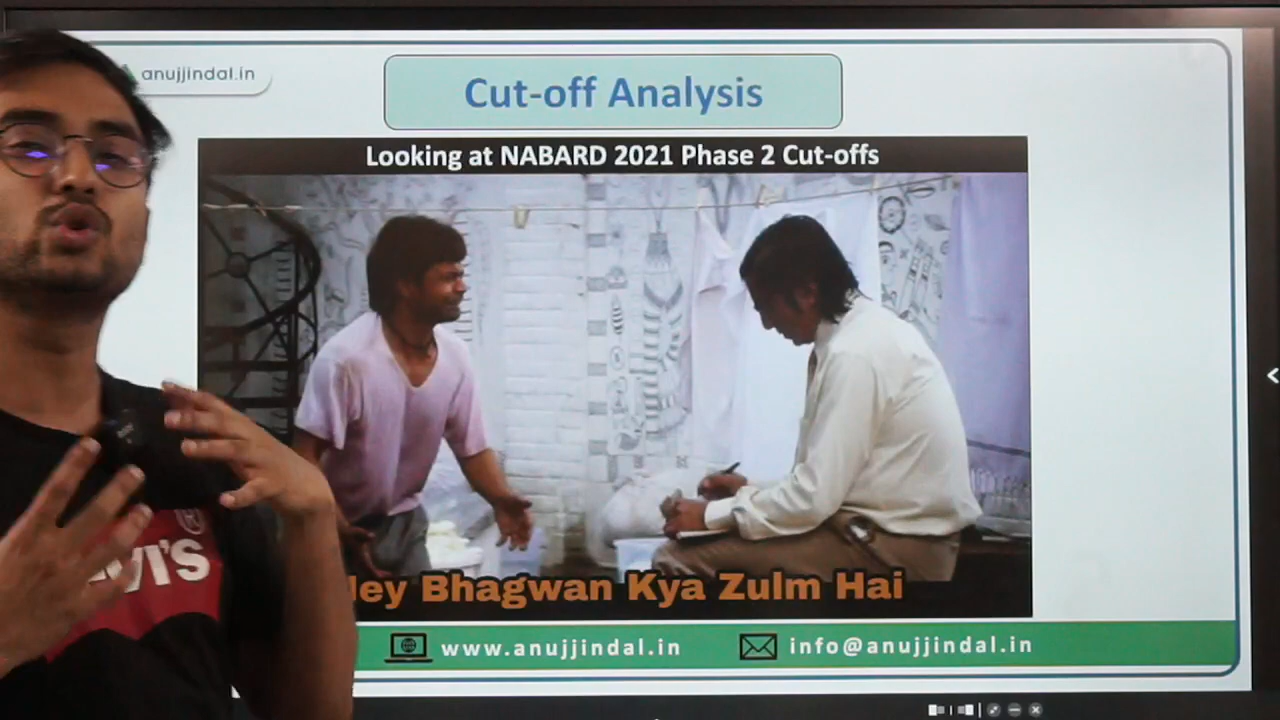 anujjindal.in
Cut-off Analysis
Looking at NABARD 2021 Phase 2 Cut-offs
Bhagwan Kya Zulm Hai
www.anujjindal.in
info@anujjindal.in